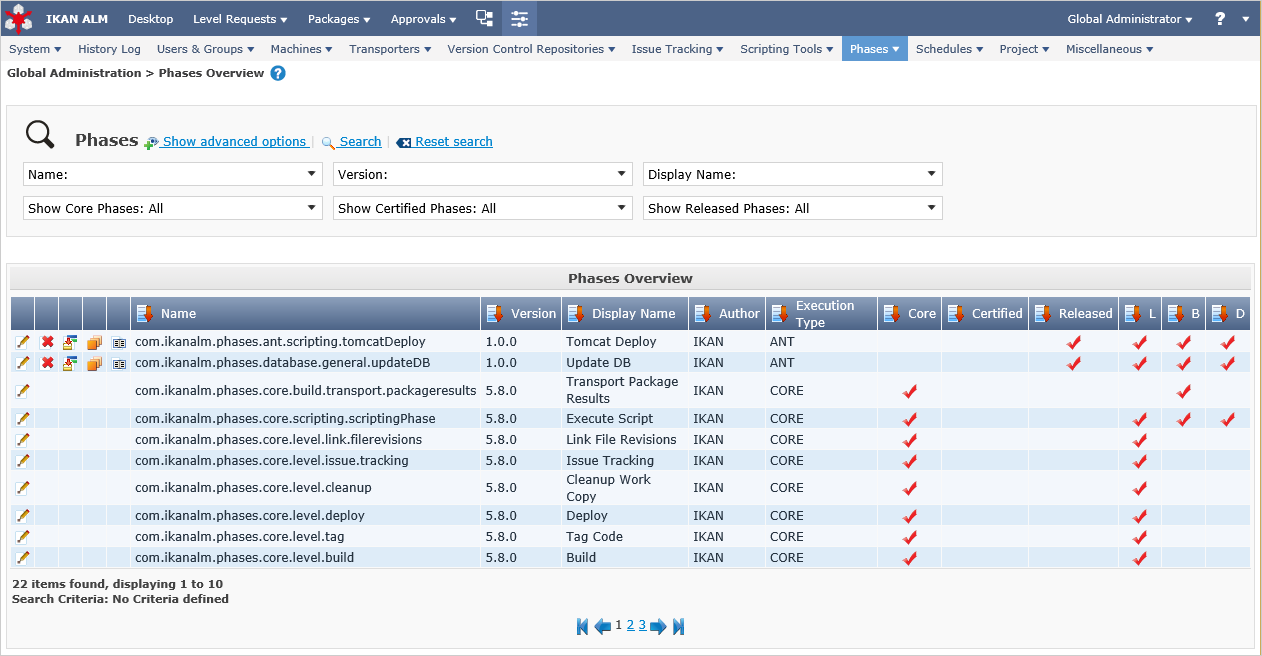 IKAN ALM Desktop Level Requests Packages Approvals Global Administrator ?
System History Log Users & Groups Machines Transporters Version Control Repositories Issue Tracking Scripting Tools Phases Schedules Project Miscellaneous
Global Administration > Phases Overview ?
Phases Show advanced options | Search | Reset search
Name: Version: Display Name:
Show Core Phases: All Show Certified Phases: All Show Released Phases: All
Phases Overview
Name Version Display Name Author Execution Type Core Certified Released L B D
com.ikanalm.phases.ant.scripting.tomcatDeploy 1.0.0 Tomcat Deploy IKAN ANT
com.ikanalm.phases.database.general.updateDB 1.0.0 Update DB IKAN ANT
com.ikanalm.phases.core.build.transport.packageresults 5.8.0 Transport Package Results IKAN CORE
com.ikanalm.phases.core.scripting.scriptingPhase 5.8.0 Execute Script IKAN CORE
com.ikanalm.phases.core.level.link.filerevisions 5.8.0 Link File Revisions IKAN CORE
com.ikanalm.phases.core.level.issue.tracking 5.8.0 Issue Tracking IKAN CORE
com.ikanalm.phases.core.level.cleanup 5.8.0 Cleanup Work Copy IKAN CORE
com.ikanalm.phases.core.level.deploy 5.8.0 Deploy IKAN CORE
com.ikanalm.phases.core.level.tag 5.8.0 Tag Code IKAN CORE
com.ikanalm.phases.core.level.build 5.8.0 Build IKAN CORE
22 items found, displaying 1 to 10
Search Criteria: No Criteria defined
1 2 3